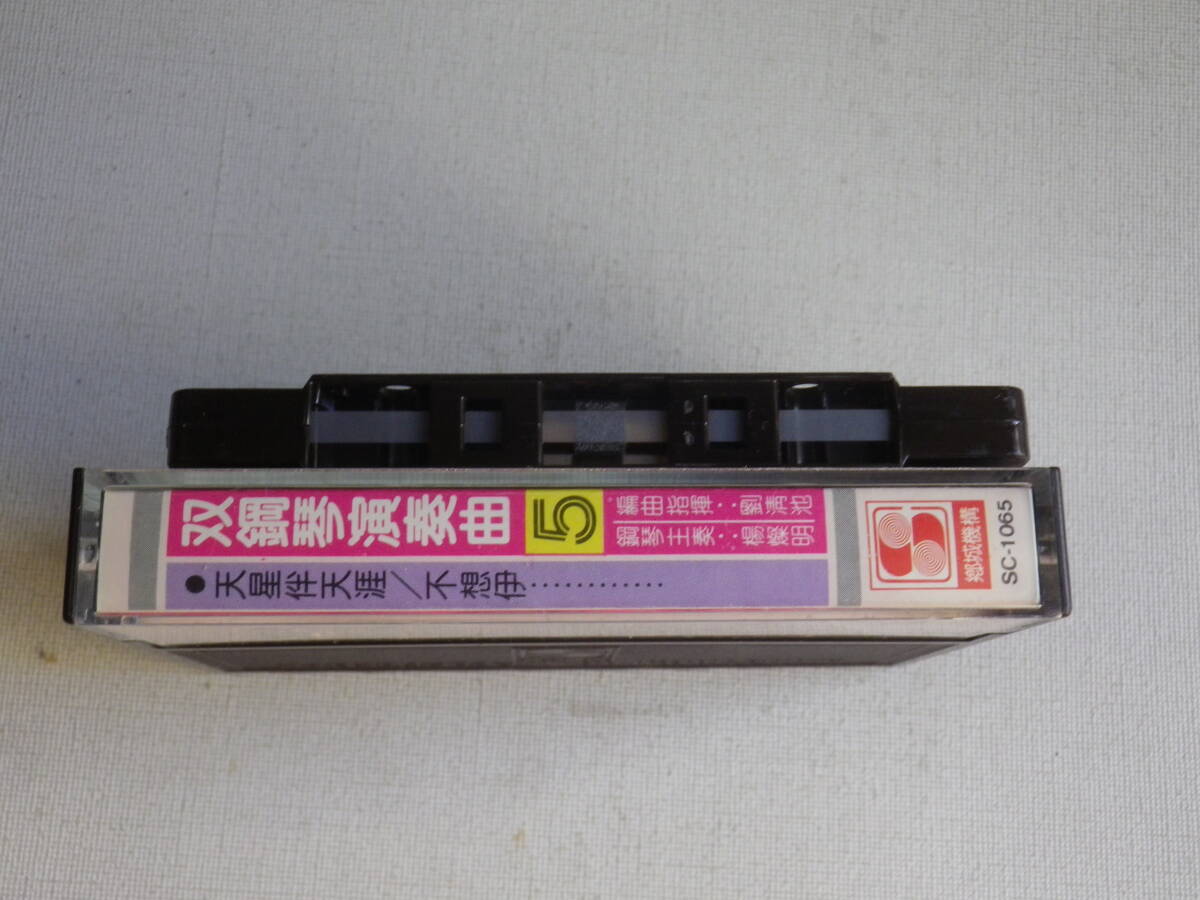 双鋼琴演奏曲 5
編曲指揮：劉清池
鋼琴主奏：楊燦明
●天星伴天涯／不想伊…………
鄉城機構
SC-1065